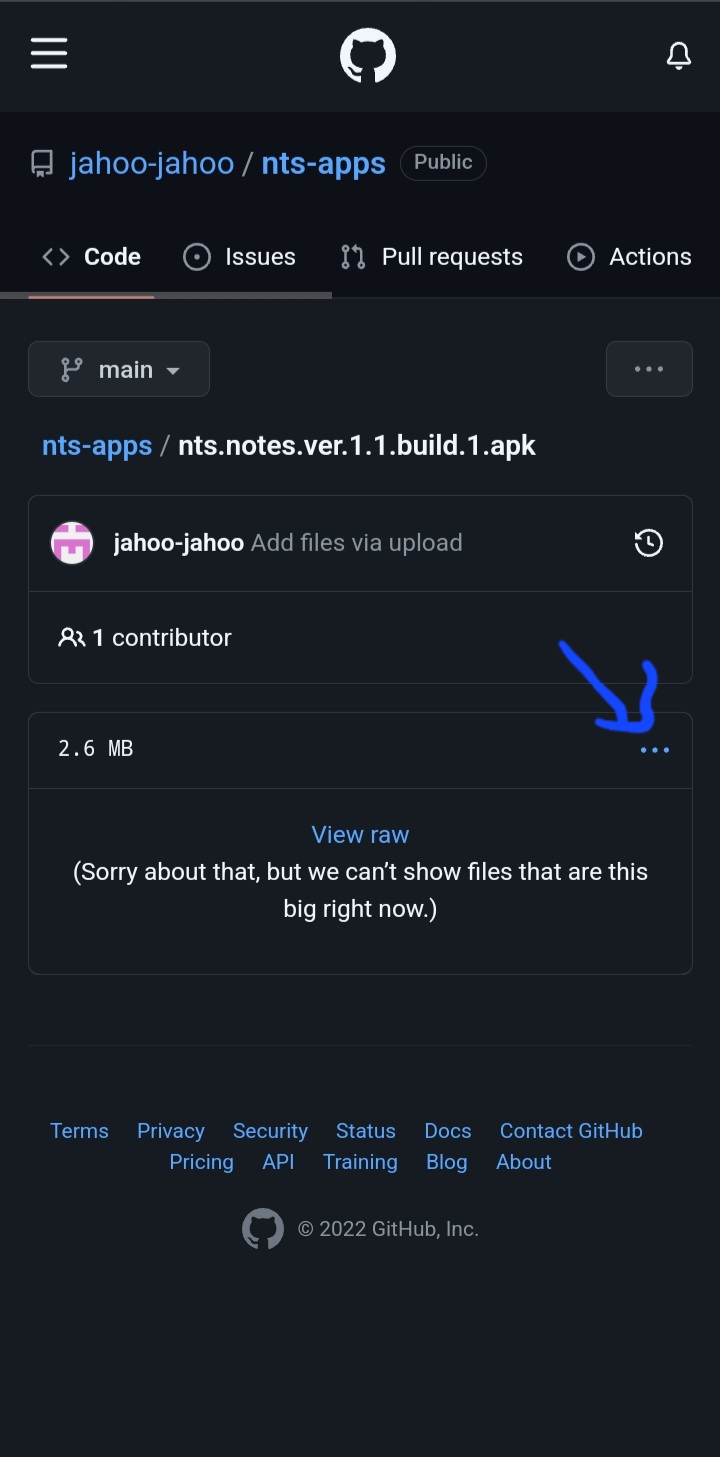 jahoo-jahoo / nts-apps Public
Code Issues Pull requests Actions
main
nts-apps / nts.notes.ver.1.1.build.1.apk
jahoo-jahoo Add files via upload
1 contributor
2.6 MB
View raw
(Sorry about that, but we can’t show files that are this
big right now.)
Terms Privacy Security Status Docs Contact GitHub
Pricing API Training Blog About
© 2022 GitHub, Inc.